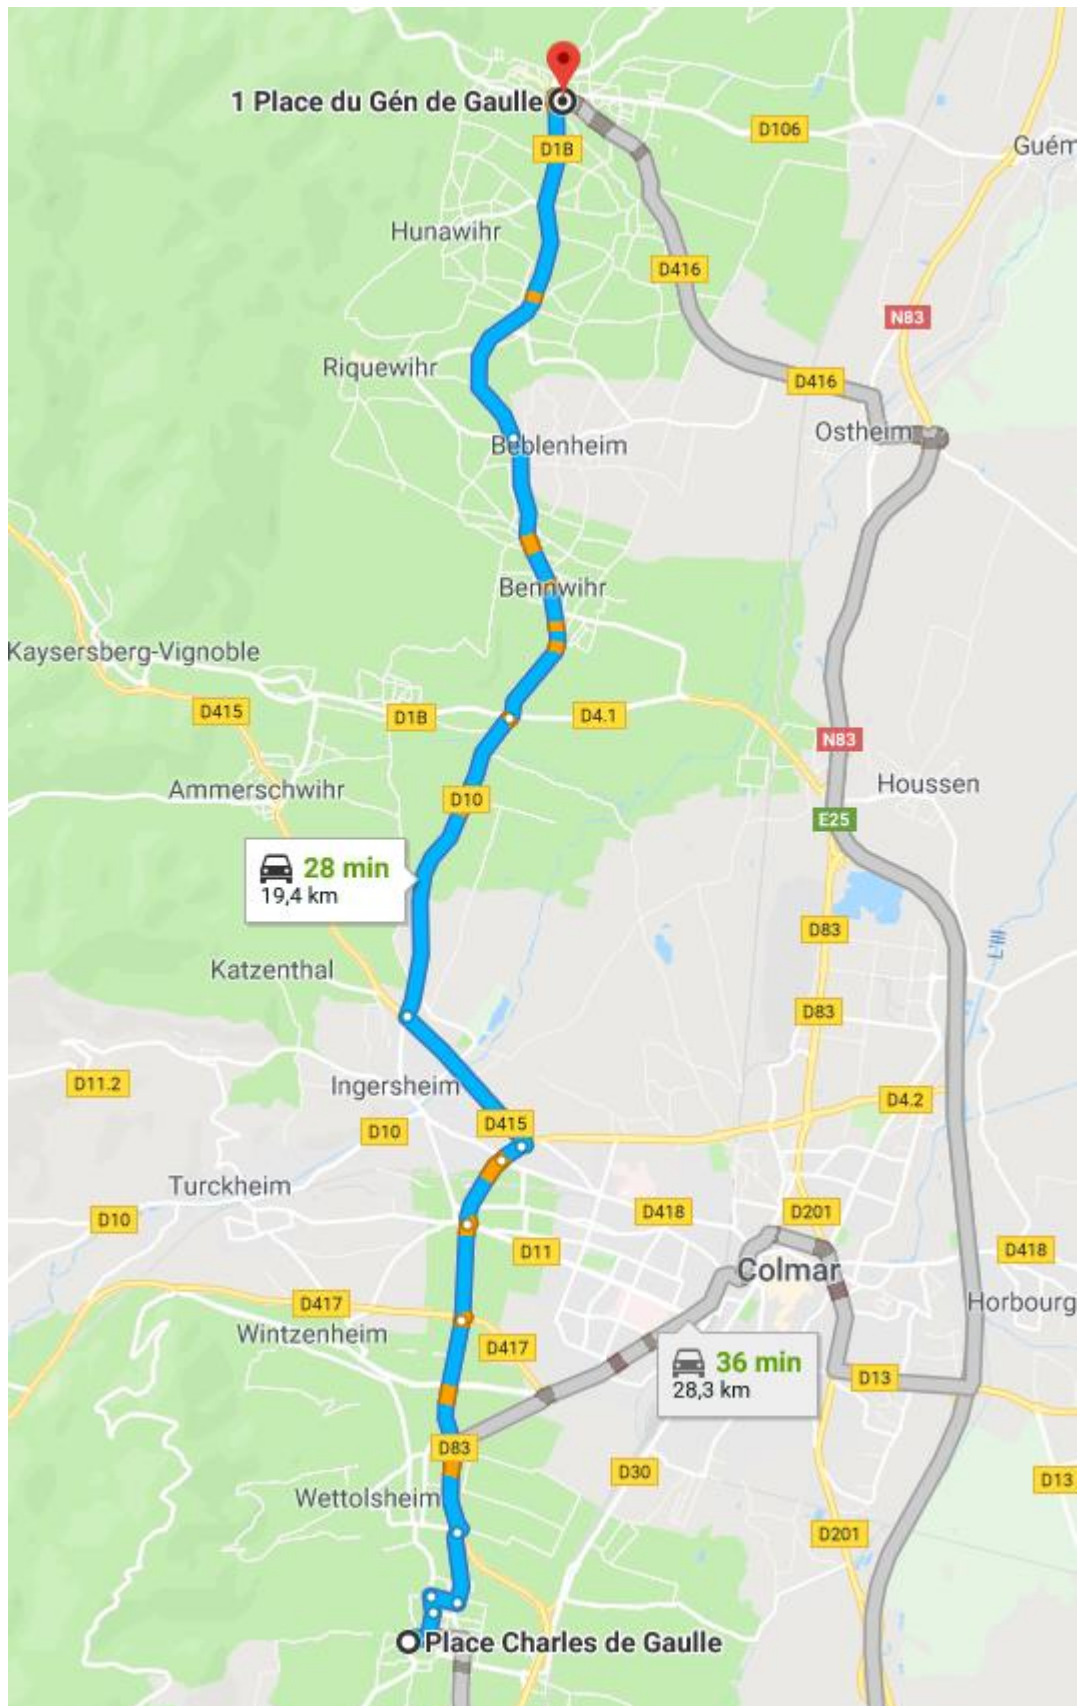 1 Place du Gén de Gaulle
D106
Guém
D1B
Hunawihr
D416
N83
Riquewihr
D416
Ostheim
Beblenheim
Bennwihr
Kaysersberg-Vignoble
D415
D1B
D4.1
N83
Houssen
Ammerschwihr
D10
E25
28 min
19,4 km
D83
L'Ill
Katzenthal
D83
Ingersheim
D11.2
D4.2
D415
D10
Turckheim
D10
D418
D201
D11
D418
Colmar
D417
Horbourg
Wintzenheim
D417
36 min
28,3 km
D13
D83
D30
D13
Wettolsheim
D201
Place Charles de Gaulle